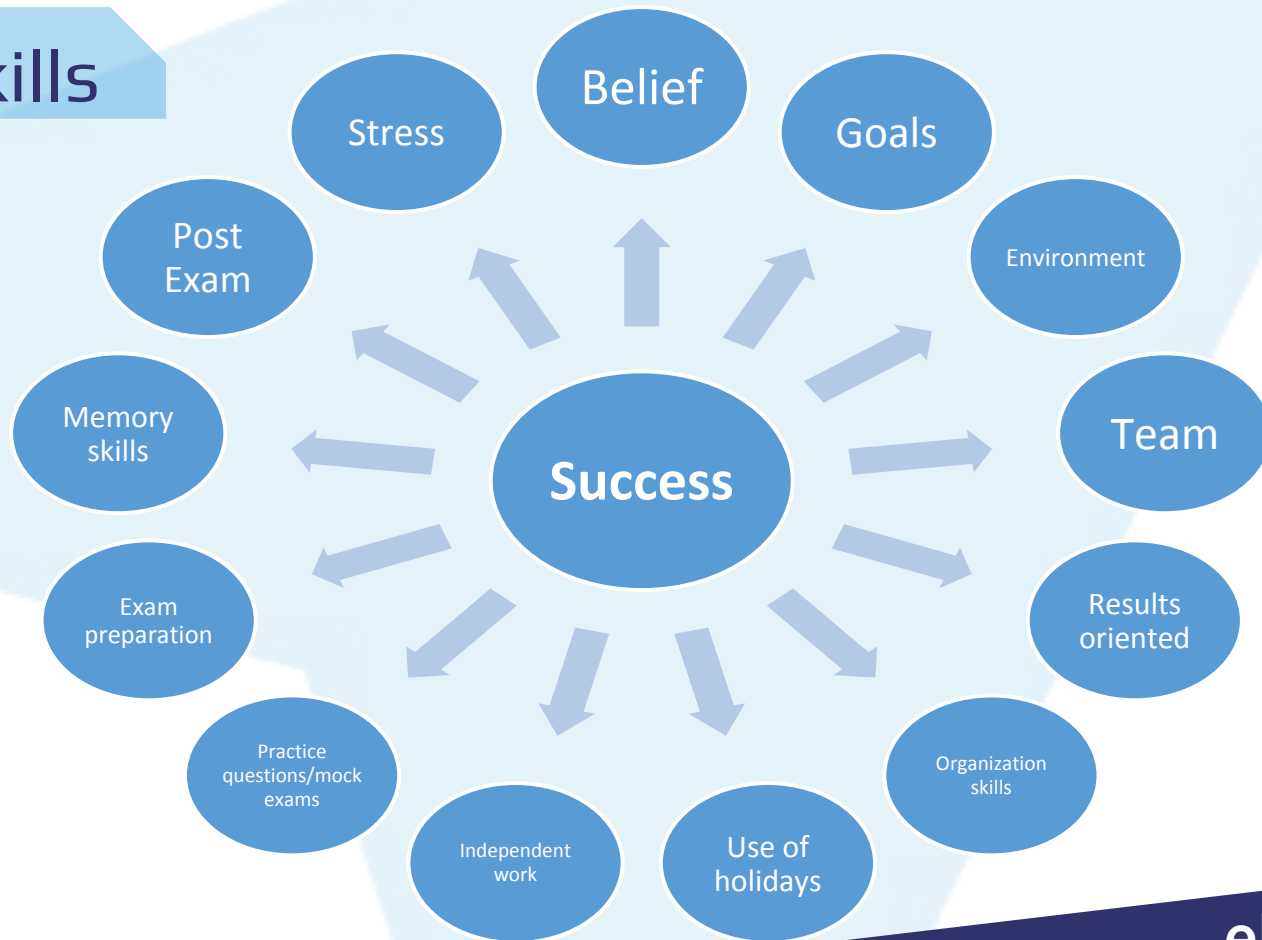 kills
Belief
Goals
Environment
Team
Results
oriented
Organization
skills
Use of
holidays
Independent
work
Practice
questions/mock
exams
Exam
preparation
Memory
skills
Post
Exam
Stress
Success